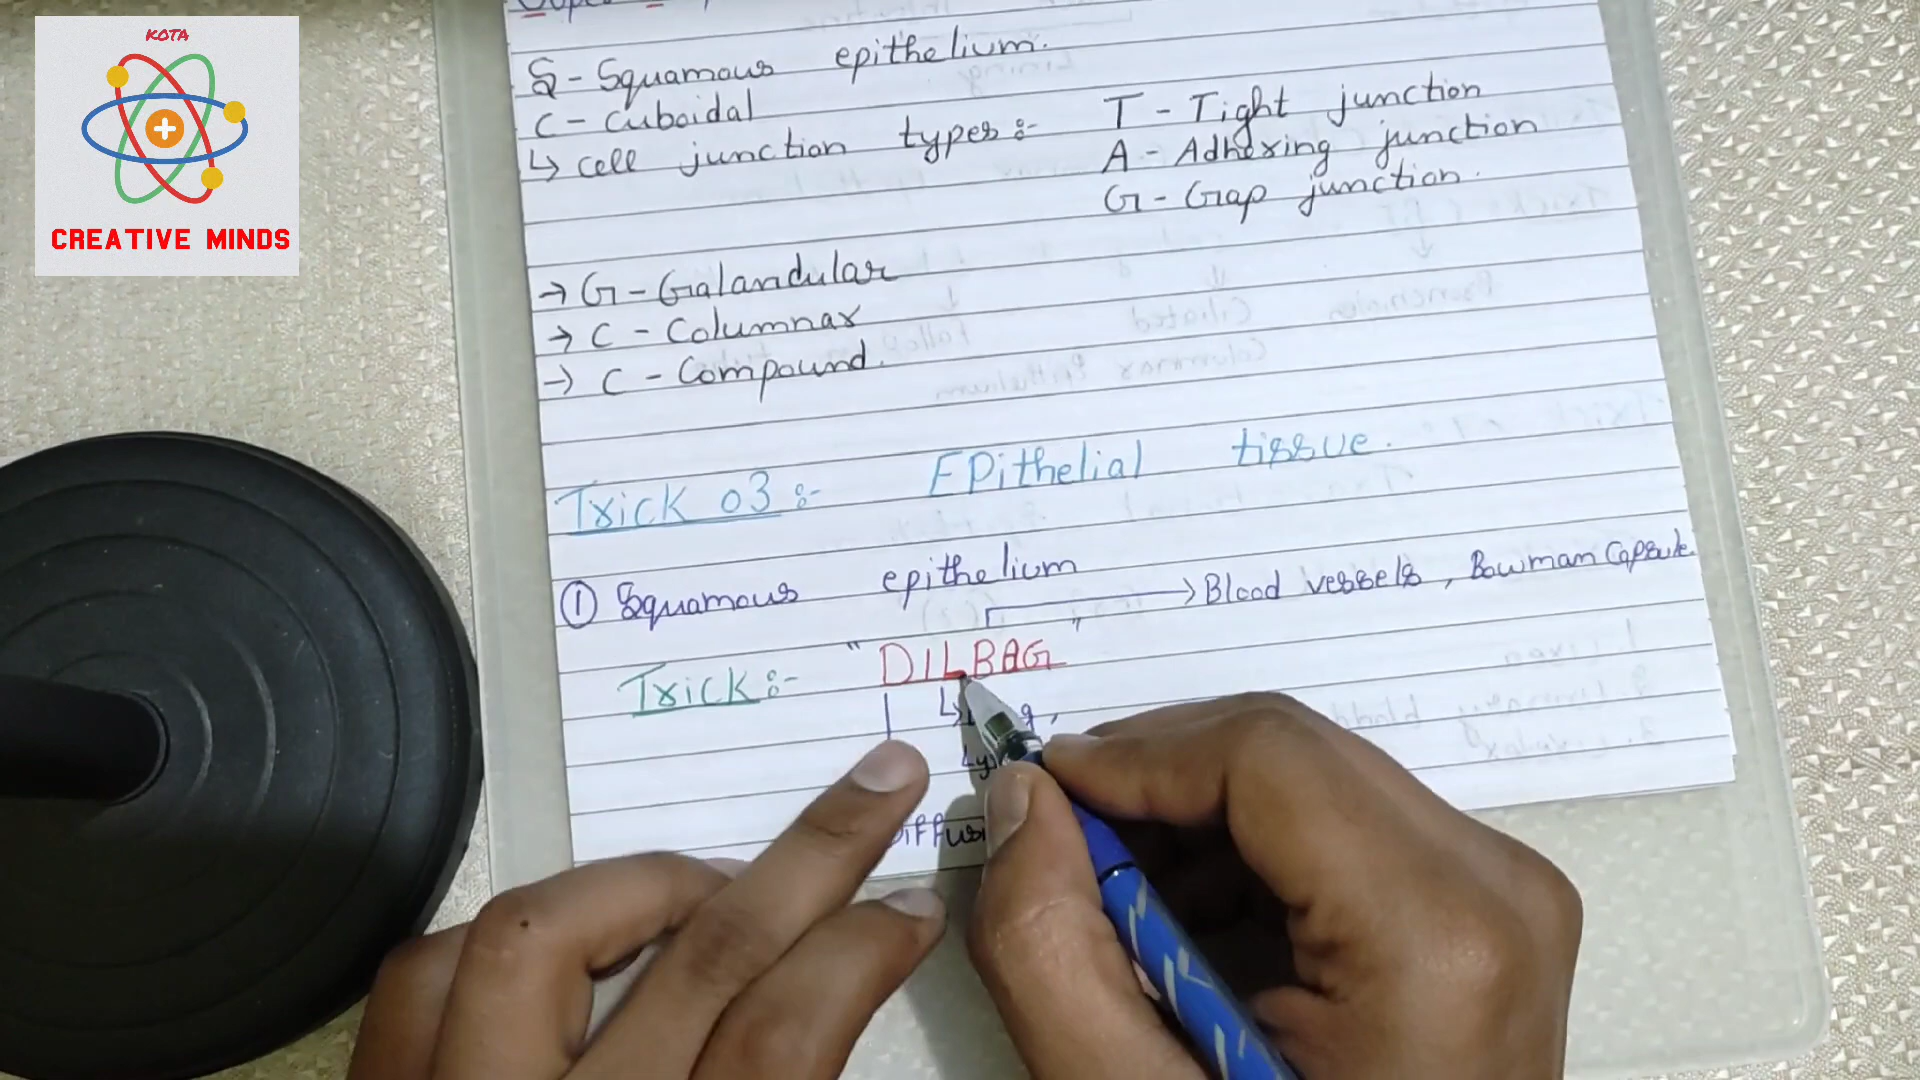 KOTA
CREATIVE MINDS
S - Squamous epithelium.
C - Cuboidal
↳ cell junction types :- T - Tight junction
A - Adhering junction
G - Gap junction.
→ G - Galandular
→ C - Columnar
→ C - Compound.
Trick 03 :- EPithelial tissue.
① Squamous epithelium
→ Blood vessels, Bowman Capsule.
Trick :- "DILBAG"